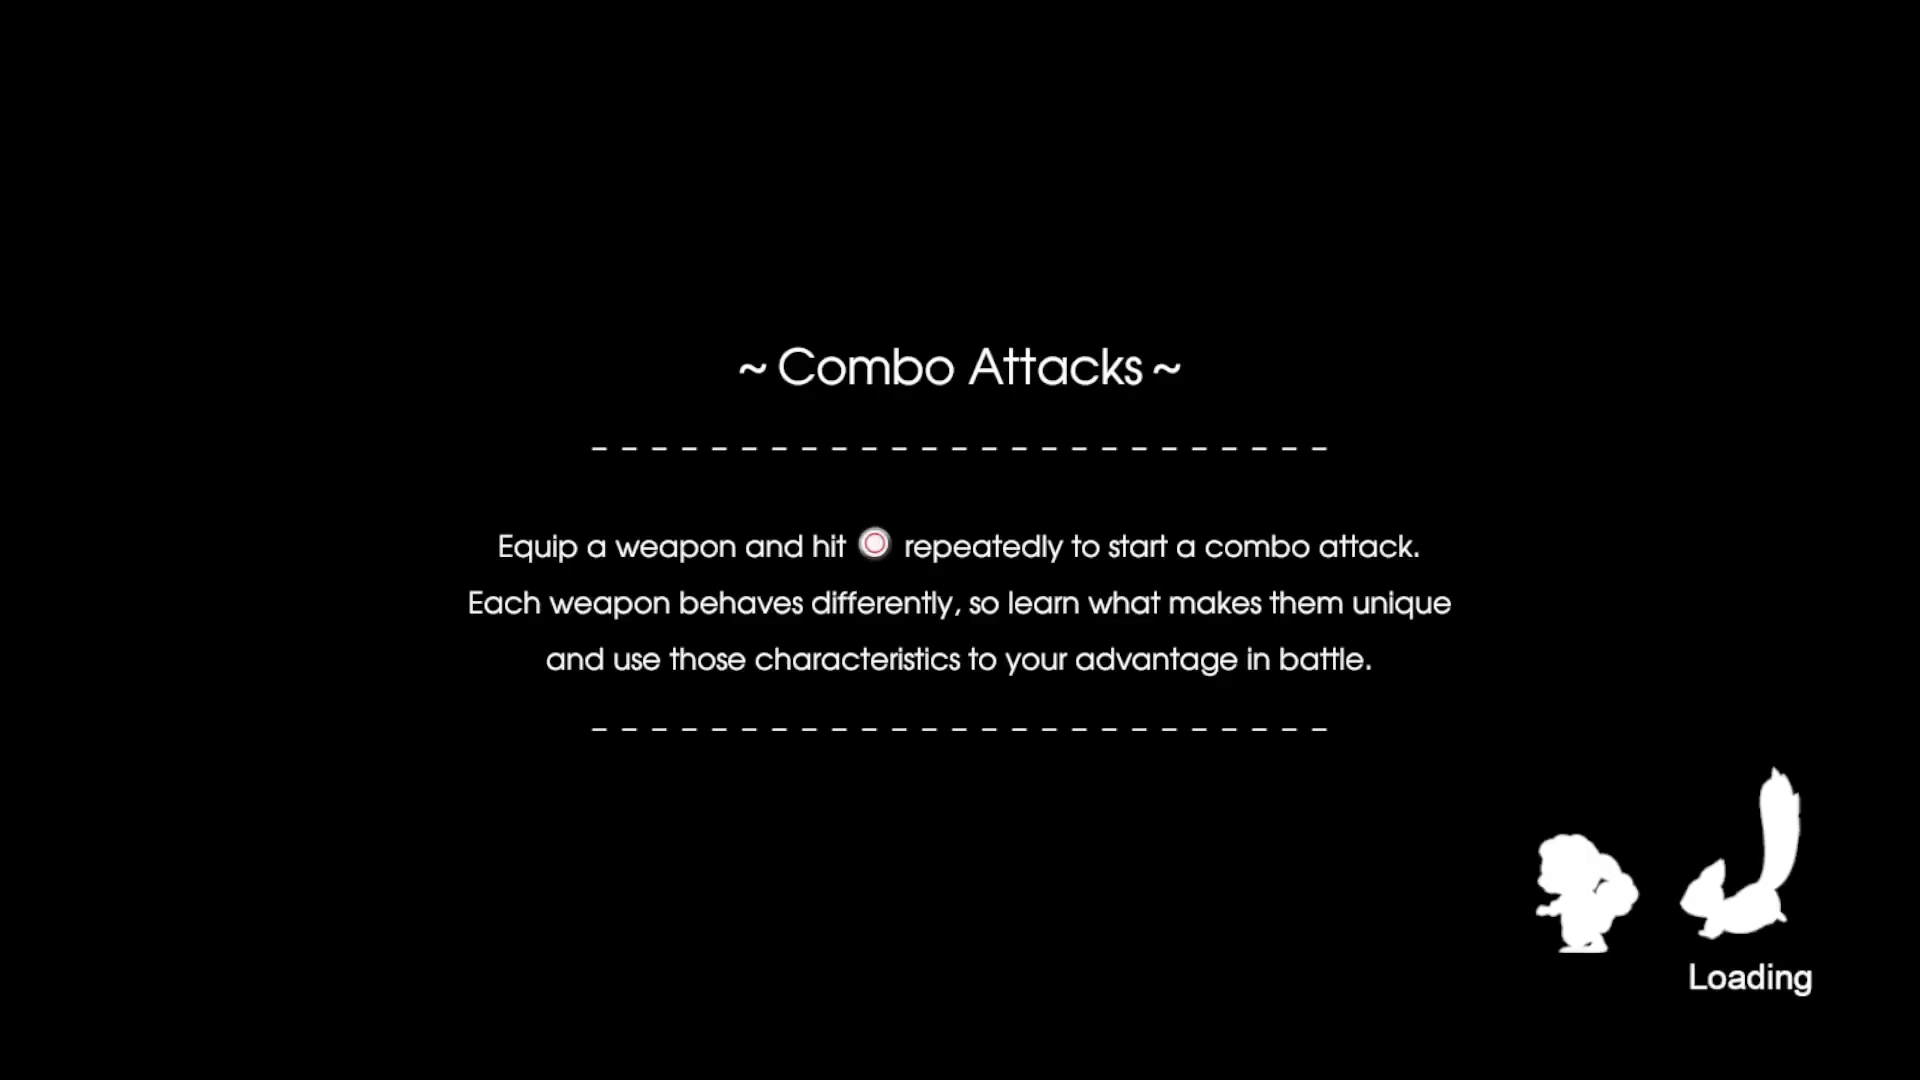 ~ Combo Attacks ~
Equip a weapon and hit ◯ repeatedly to start a combo attack.
Each weapon behaves differently, so learn what makes them unique
and use those characteristics to your advantage in battle.
Loading